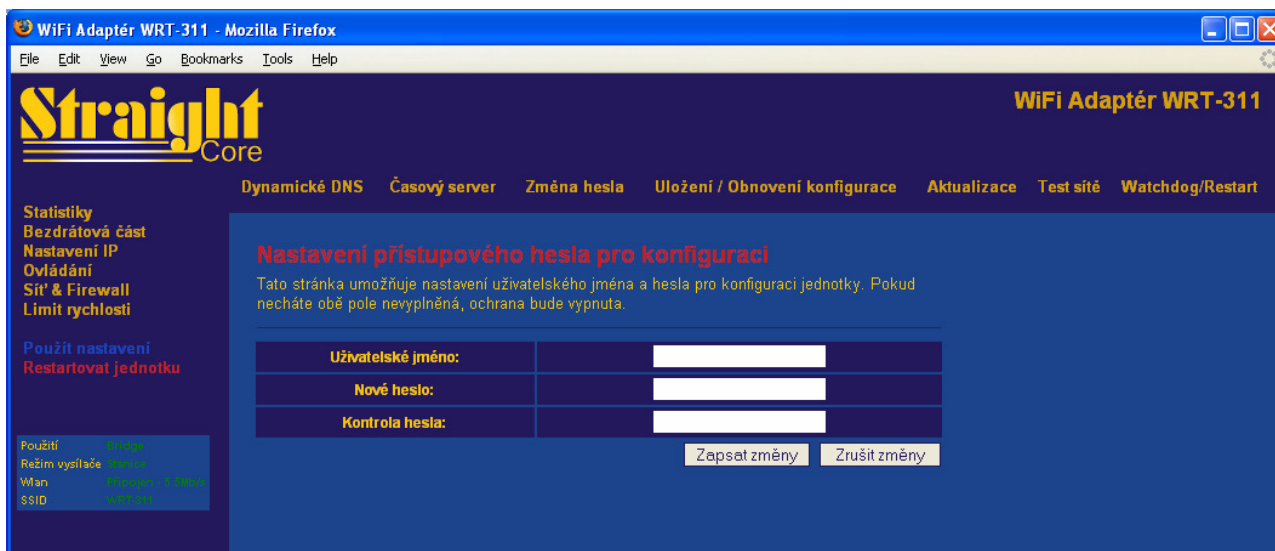 WiFi Adaptér WRT-311 - Mozilla Firefox
File Edit View Go Bookmarks Tools Help
Straight
Core
WiFi Adaptér WRT-311
Dynamické DNS Časový server Změna hesla Uložení / Obnovení konfigurace Aktualizace Test sítě Watchdog/Restart
Statistiky
Bezdrátová část
Nastavení IP
Ovládání
Síť & Firewall
Limit rychlosti
Použít nastavení
Restartovat jednotku
Použití Bridge
Režim vysílače Stanice
Wlan Připojen - 5.5Mb/s
SSID WRT-311
Nastavení přístupového hesla pro konfiguraci
Tato stránka umožňuje nastavení uživatelského jména a hesla pro konfiguraci jednotky. Pokud
necháte obě pole nevyplněná, ochrana bude vypnuta.
Uživatelské jméno:
Nové heslo:
Kontrola hesla:
Zapsat změny Zrušit změny